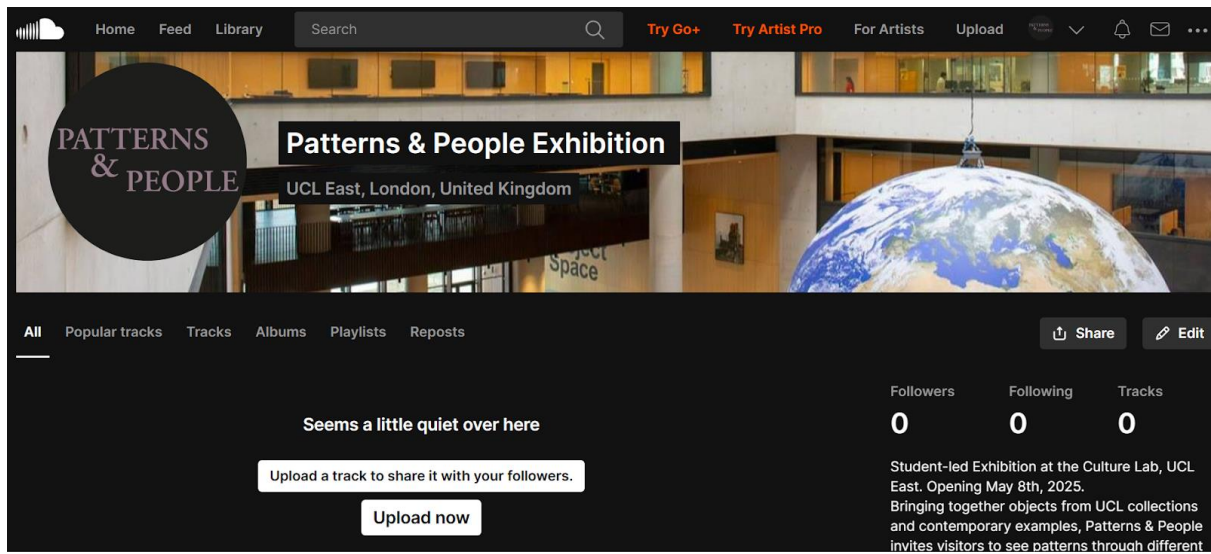 Home Feed Library Search Try Go+ Try Artist Pro For Artists Upload
PATTERNS
&
PEOPLE
Patterns & People Exhibition
UCL East, London, United Kingdom
Space
All Popular tracks Tracks Albums Playlists Reposts
Share Edit
Followers Following Tracks
0 0 0
Seems a little quiet over here
Upload a track to share it with your followers.
Upload now
Student-led Exhibition at the Culture Lab, UCL
East. Opening May 8th, 2025.
Bringing together objects from UCL collections
and contemporary examples, Patterns & People
invites visitors to see patterns through different